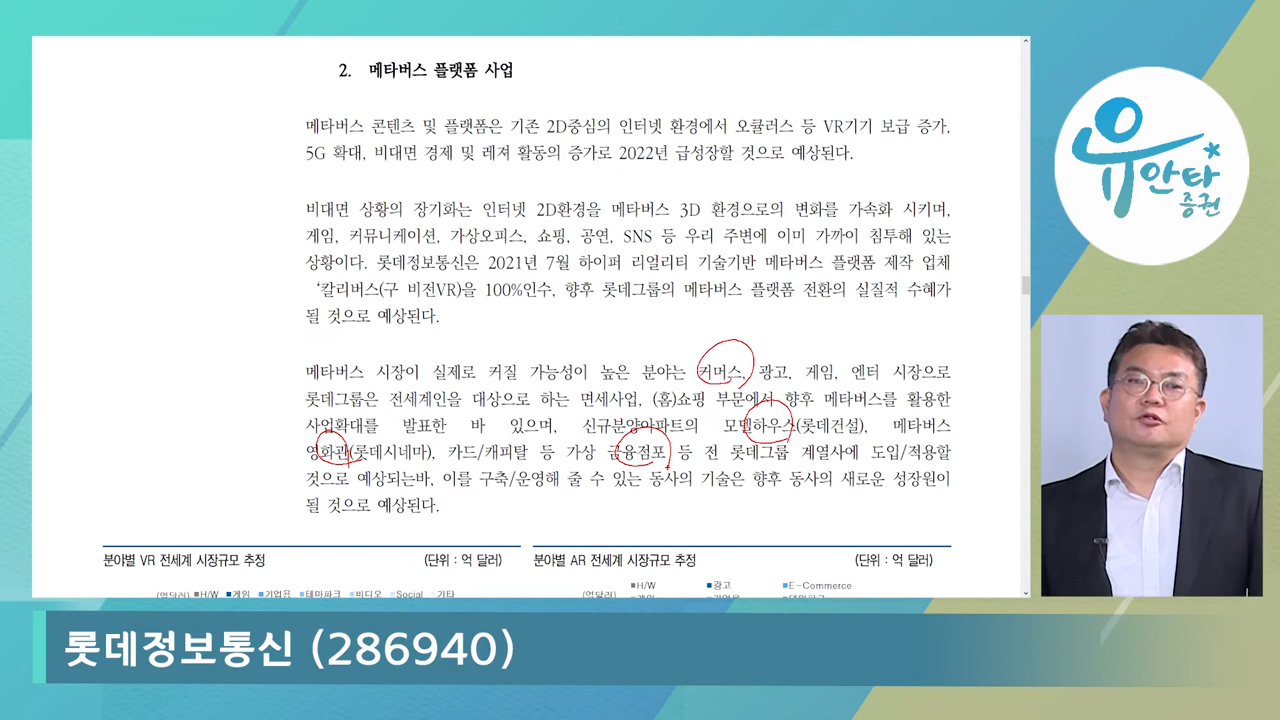 2. 메타버스 플랫폼 사업
메타버스 콘텐츠 및 플랫폼은 기존 2D중심의 인터넷 환경에서 오큘러스 등 VR기기 보급 증가,
5G 확대, 비대면 경제 및 레져 활동의 증가로 2022년 급성장할 것으로 예상된다.
비대면 상황의 장기화는 인터넷 2D환경을 메타버스 3D 환경으로의 변화를 가속화 시키며,
게임, 커뮤니케이션, 가상오피스, 쇼핑, 공연, SNS 등 우리 주변에 이미 가까이 침투해 있는
상황이다. 롯데정보통신은 2021년 7월 하이퍼 리얼리티 기술기반 메타버스 플랫폼 제작 업체
‘칼리버스(구 비전VR)을 100%인수, 향후 롯데그룹의 메타버스 플랫폼 전환의 실질적 수혜가
될 것으로 예상된다.
메타버스 시장이 실제로 커질 가능성이 높은 분야는 커머스, 광고, 게임, 엔터 시장으로
롯데그룹은 전세계인을 대상으로 하는 면세사업, (홈)쇼핑 부문에서 향후 메타버스를 활용한
사업확대를 발표한 바 있으며, 신규분양아파트의 모델하우스(롯데건설), 메타버스
영화관(롯데시네마), 카드/캐피탈 등 가상 금융점포 등 전 롯데그룹 계열사에 도입/적용할
것으로 예상되는바, 이를 구축/운영해 줄 수 있는 동사의 기술은 향후 동사의 새로운 성장원이
될 것으로 예상된다.
분야별 VR 전세계 시장규모 추정 (단위 : 억 달러) 분야별 AR 전세계 시장규모 추정 (단위 : 억 달러)
(억달러) H/W 게임 기업용 테마파크 비디오 Social 기타
(억달러) H/W 광고 E-Commerce
유안타
증권
롯데정보통신 (286940)